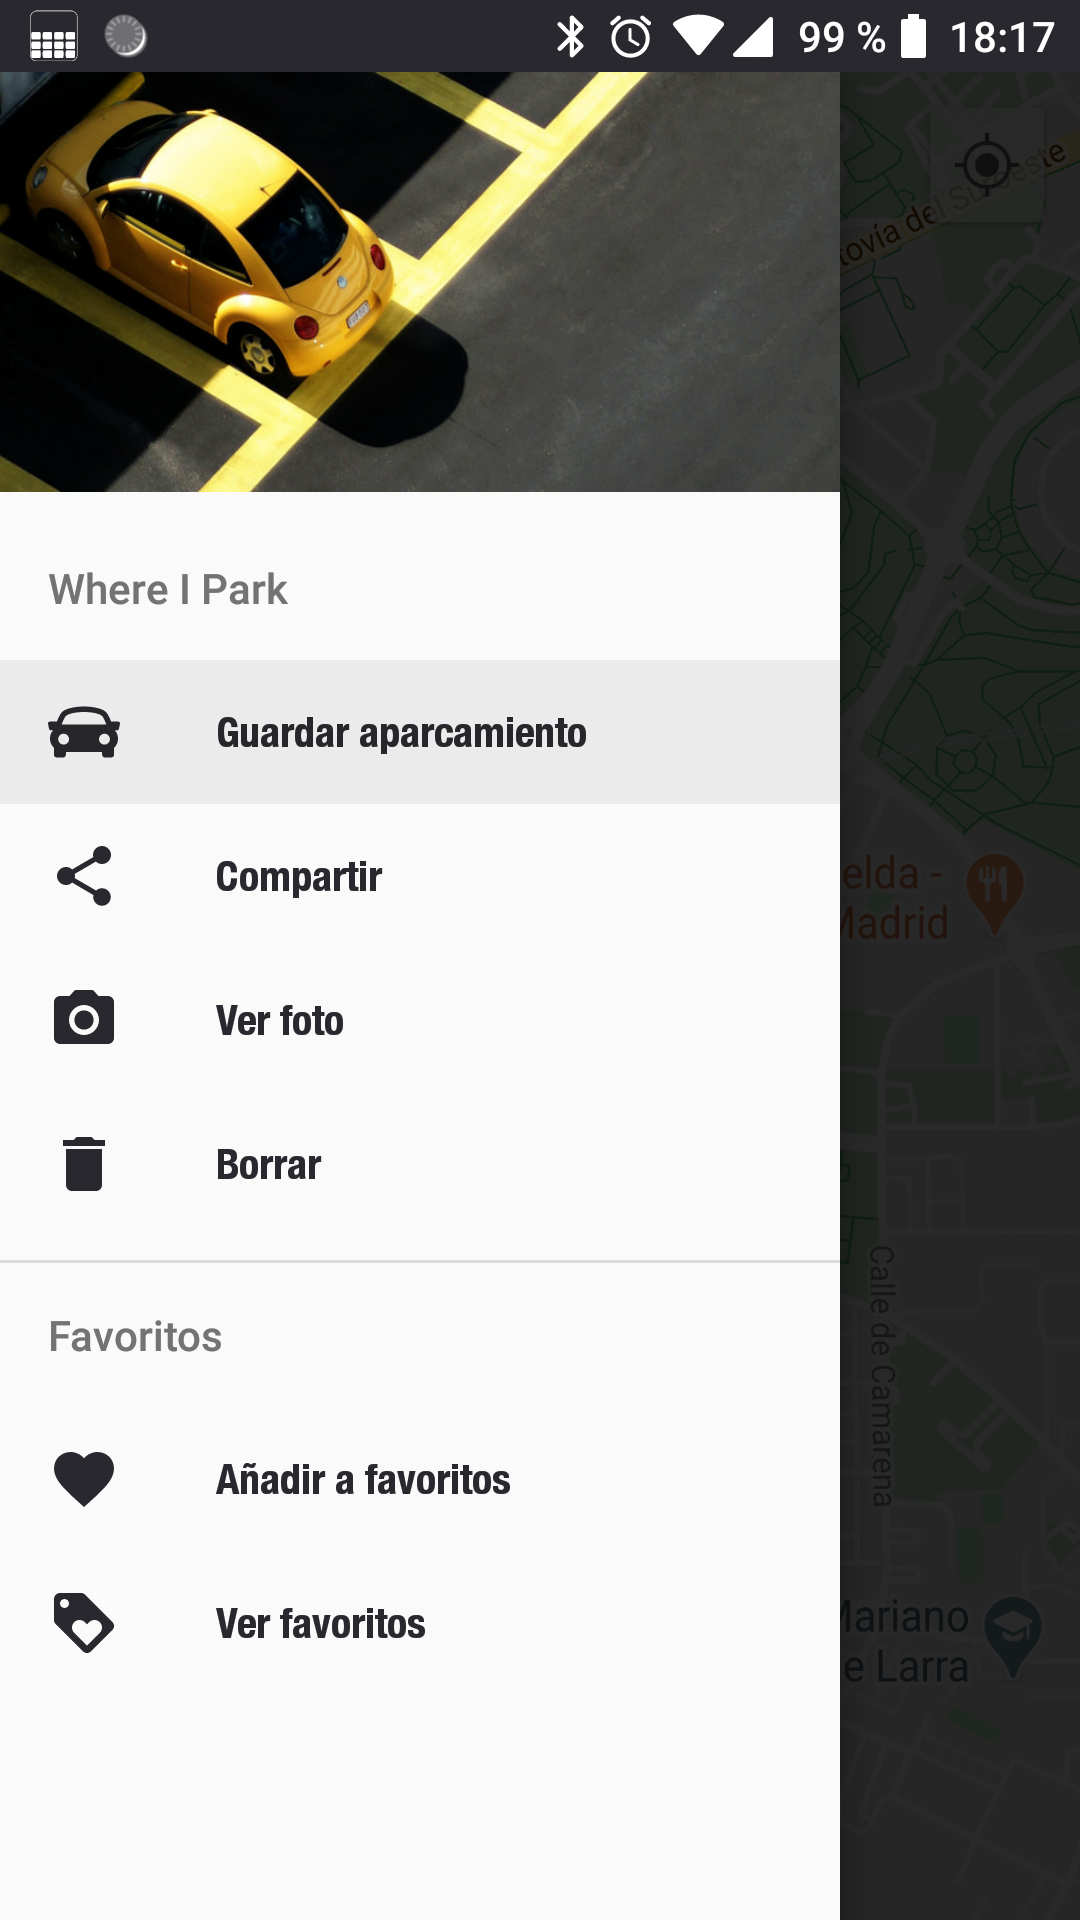 99 % 18:17
tovía del Suroeste
Where I Park
Guardar aparcamiento
Compartir
elda -
Madrid
Ver foto
Borrar
Calle de Camarena
Favoritos
Añadir a favoritos
Ver favoritos
Mariano
e Larra